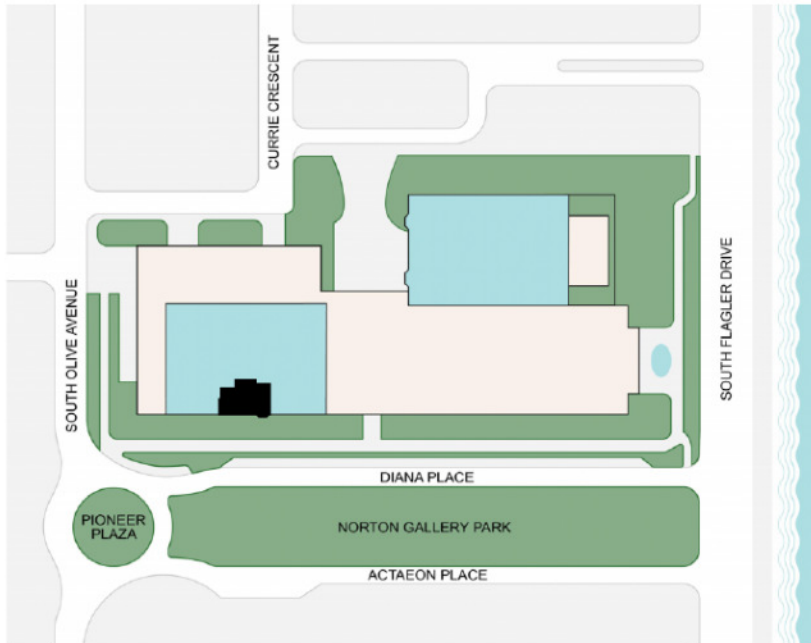 CURRIE CRESCENT
SOUTH OLIVE AVENUE
SOUTH FLAGLER DRIVE
DIANA PLACE
PIONEER
PLAZA
NORTON GALLERY PARK
ACTAEON PLACE